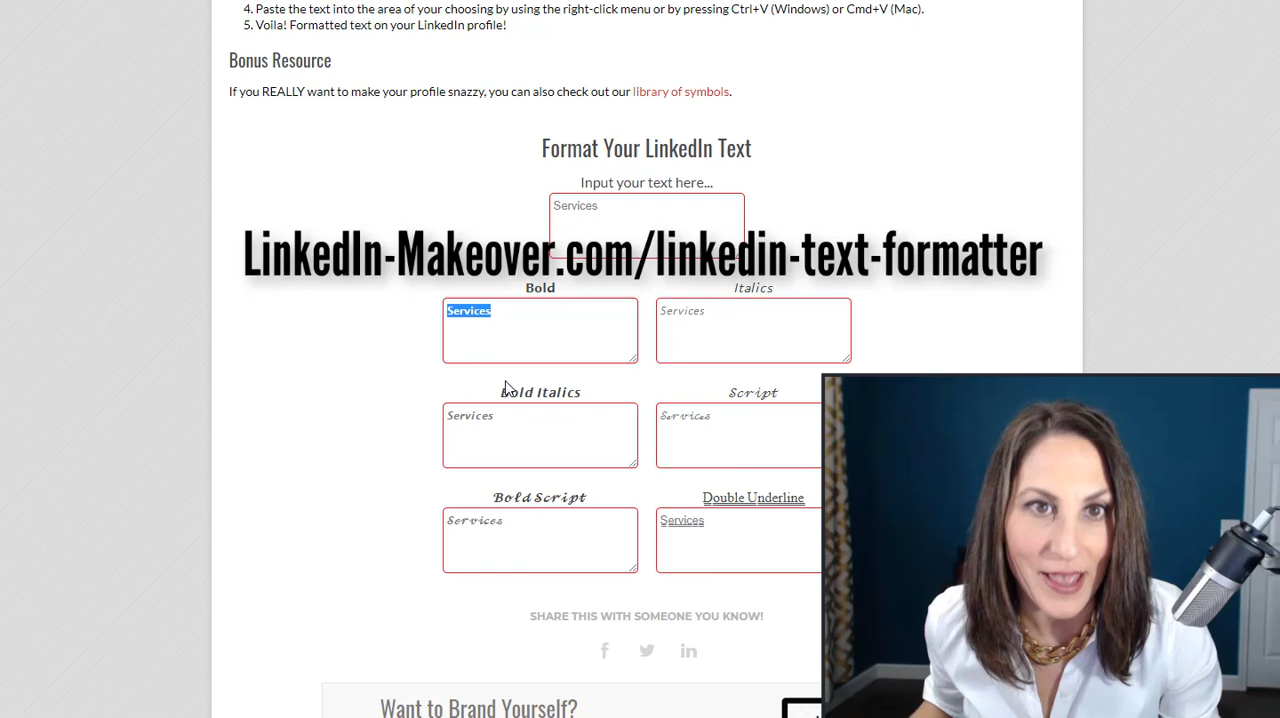 4. Paste the text into the area of your choosing by using the right-click menu or by pressing Ctrl+V (Windows) or Cmd+V (Mac).
5. Voila! Formatted text on your LinkedIn profile!
Bonus Resource
If you REALLY want to make your profile snazzy, you can also check out our library of symbols.
Format Your LinkedIn Text
Input your text here...
Services
LinkedIn-Makeover.com/linkedin-text-formatter
Bold Italics
Services Services
Bold Italics Script
Services Services
Bold Script Double Underline
Services Services
SHARE THIS WITH SOMEONE YOU KNOW!
Want to Brand Yourself?